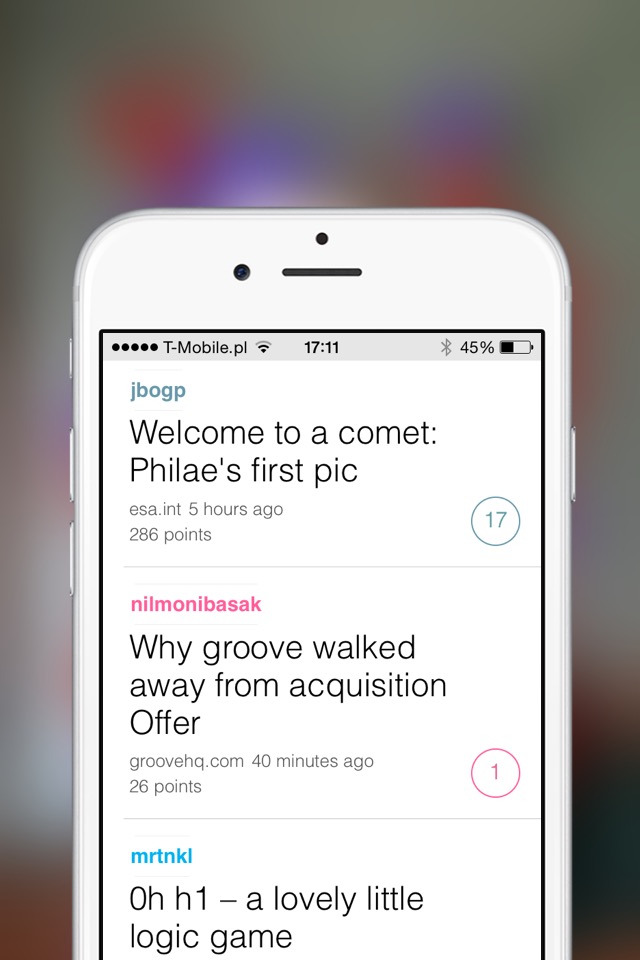 ●●●●● T-Mobile.pl 17:11 45%
jbogp
Welcome to a comet:
Philae's first pic
esa.int 5 hours ago
286 points
17
nilmonibasak
Why groove walked
away from acquisition
Offer
groovehq.com 40 minutes ago
26 points
1
mrtnkl
0h h1 – a lovely little
logic game